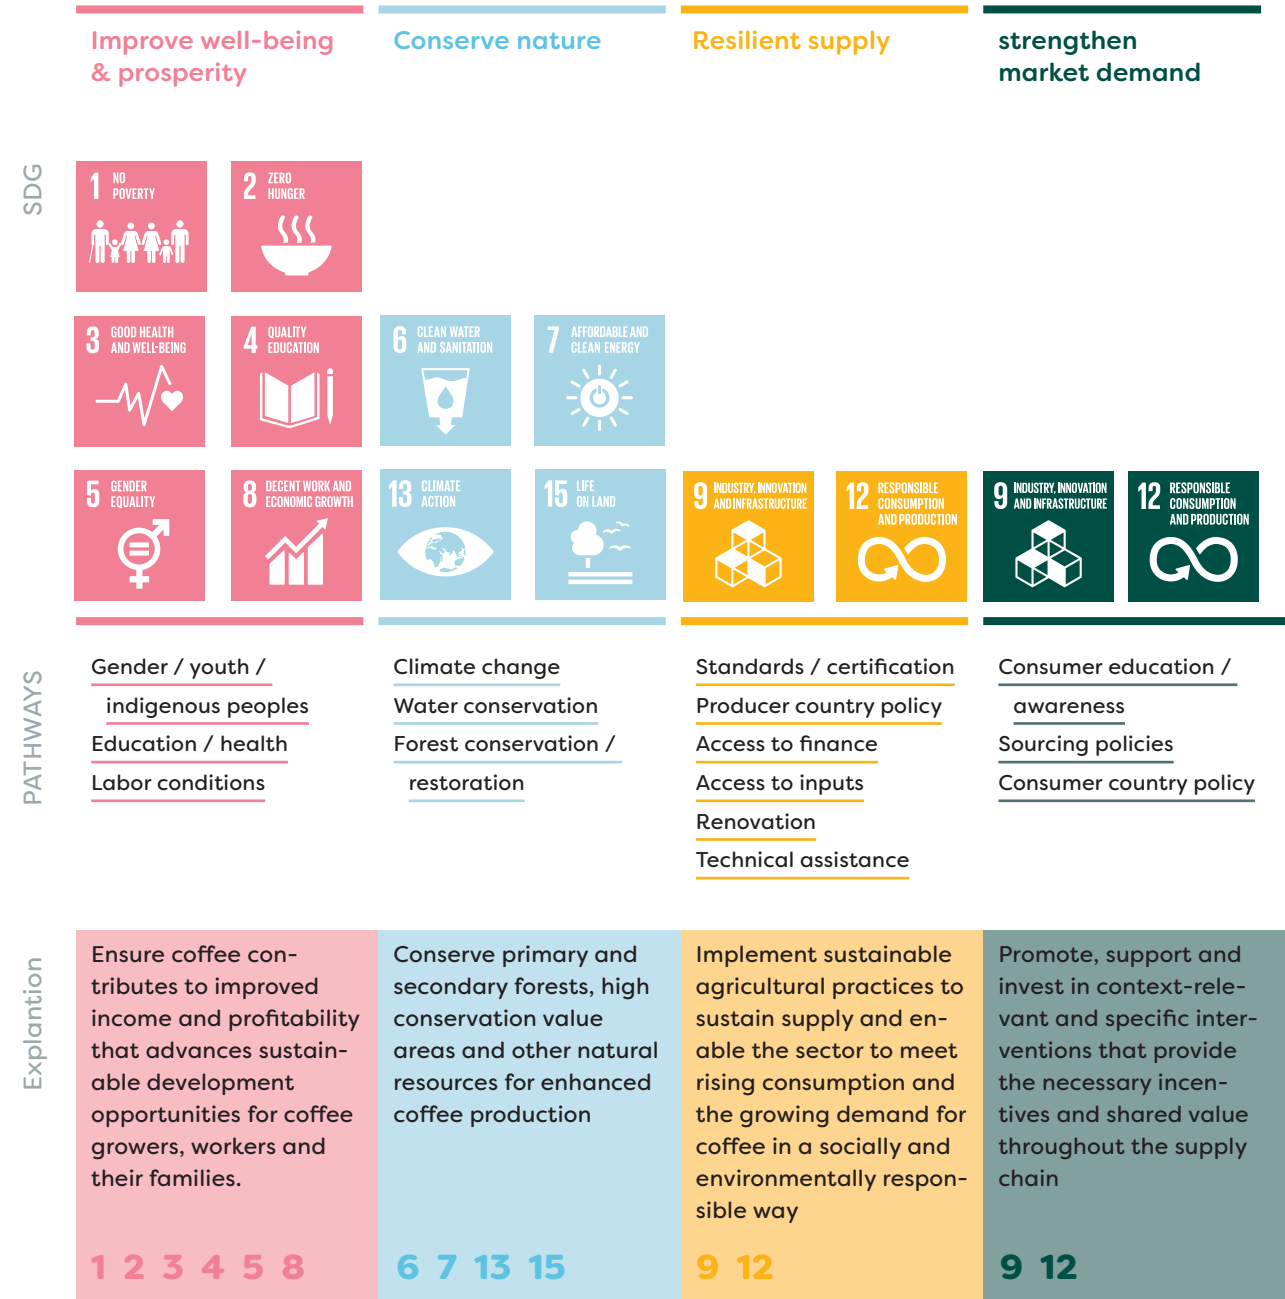 Improve well-being
& prosperity
Conserve nature
Resilient supply
strengthen
market demand
SDG
1 NO
POVERTY
2 ZERO
HUNGER
3 GOOD HEALTH
AND WELL-BEING
4 QUALITY
EDUCATION
6 CLEAN WATER
AND SANITATION
7 AFFORDABLE AND
CLEAN ENERGY
5 GENDER
EQUALITY
8 DECENT WORK AND
ECONOMIC GROWTH
13 CLIMATE
ACTION
15 LIFE
ON LAND
9 INDUSTRY, INNOVATION
AND INFRASTRUCTURE
12 RESPONSIBLE
CONSUMPTION
AND PRODUCTION
9 INDUSTRY, INNOVATION
AND INFRASTRUCTURE
12 RESPONSIBLE
CONSUMPTION
AND PRODUCTION
PATHWAYS
Gender / youth /
indigenous peoples
Education / health
Labor conditions
Climate change
Water conservation
Forest conservation /
restoration
Standards / certification
Producer country policy
Access to finance
Access to inputs
Renovation
Technical assistance
Consumer education /
awareness
Sourcing policies
Consumer country policy
Explantion
Ensure coffee con-
tributes to improved
income and profitability
that advances sustain-
able development
opportunities for coffee
growers, workers and
their families.
1 2 3 4 5 8
Conserve primary and
secondary forests, high
conservation value
areas and other natural
resources for enhanced
coffee production
6 7 13 15
Implement sustainable
agricultural practices to
sustain supply and en-
able the sector to meet
rising consumption and
the growing demand for
coffee in a socially and
environmentally respon-
sible way
9 12
Promote, support and
invest in context-rele-
vant and specific inter-
ventions that provide
the necessary incen-
tives and shared value
throughout the supply
chain
9 12